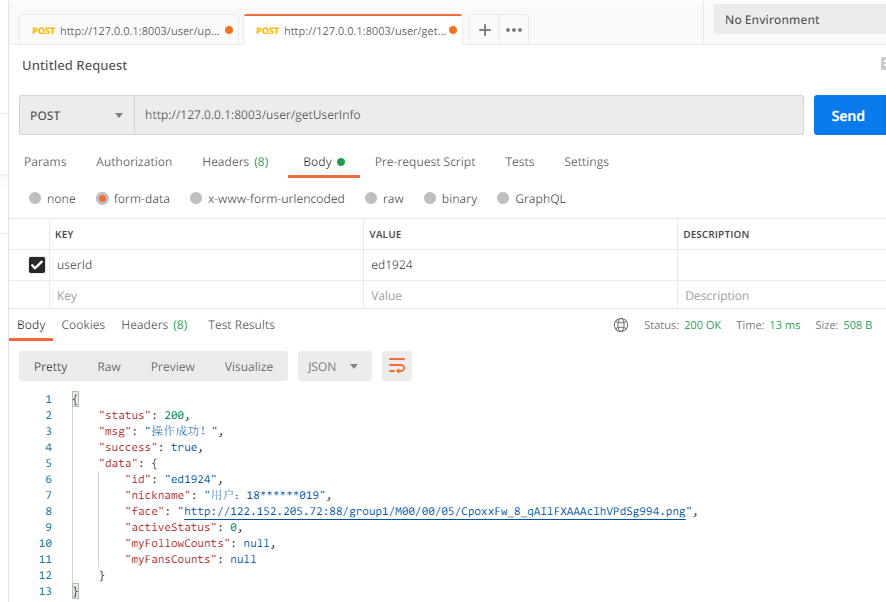 POST http://127.0.0.1:8003/user/up... POST http://127.0.0.1:8003/user/get... + ••• No Environment
Untitled Request
POST http://127.0.0.1:8003/user/getUserInfo Send
Params Authorization Headers (8) Body Pre-request Script Tests Settings
none form-data x-www-form-urlencoded raw binary GraphQL
KEY VALUE DESCRIPTION
userId ed1924
Key Value Description
Body Cookies Headers (8) Test Results Status: 200 OK Time: 13 ms Size: 508 B
Pretty Raw Preview Visualize JSON
1 {
2 "status": 200,
3 "msg": "操作成功！",
4 "success": true,
5 "data": {
6 "id": "ed1924",
7 "nickname": "用户：18******019",
8 "face": "http://122.152.205.72:88/group1/M00/00/05/CpoxxFw_8_qAIlFXAAAcIhVPdSg994.png",
9 "activeStatus": 0,
10 "myFollowCounts": null,
11 "myFansCounts": null
12 }
13 }